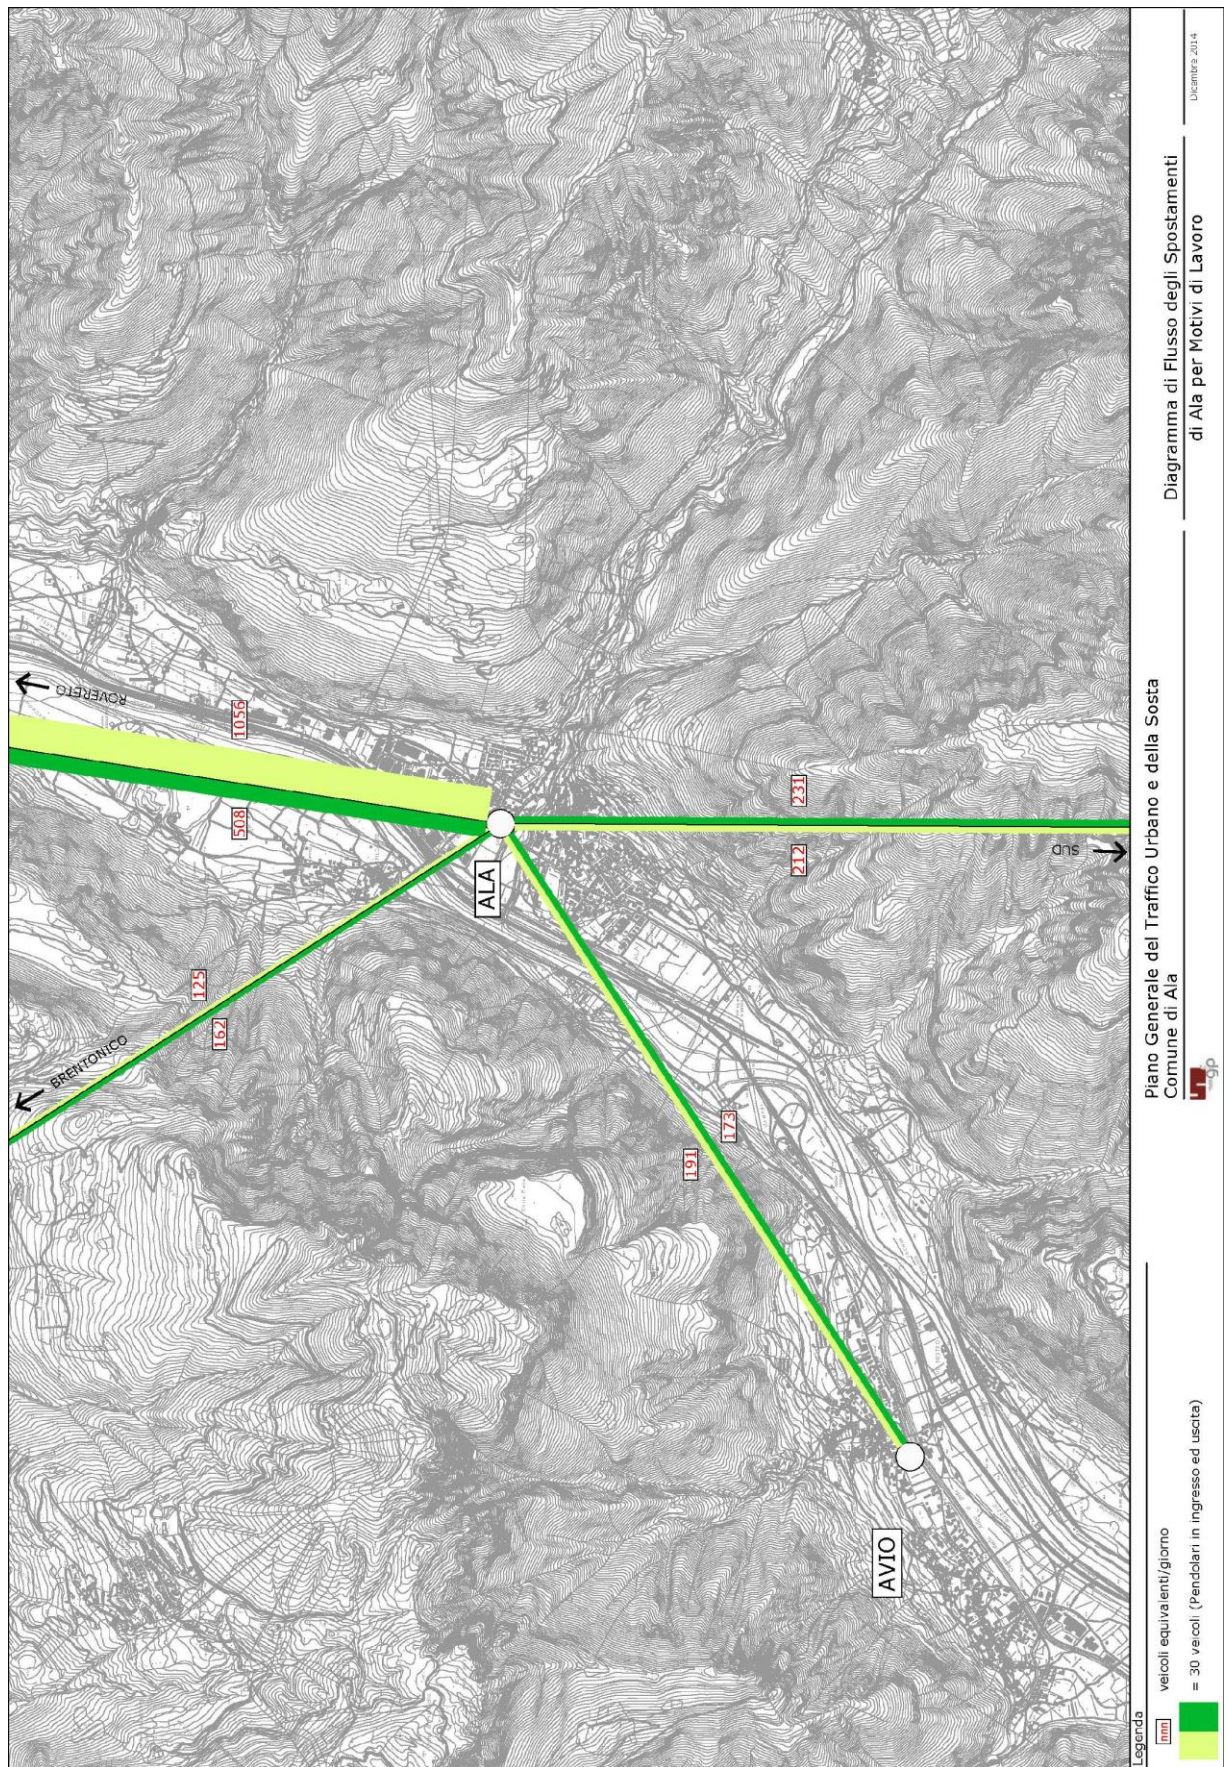 ROVERETO
1056
508
BRENTONICO
125
162
ALA
231
212
SUD
191
173
AVIO
Legenda
nnn veicoli equivalenti/giorno
= 30 veicoli (Pendolari in ingresso ed uscita)
Piano Generale del Traffico Urbano e della Sosta
Comune di Ala
gp
Diagramma di Flusso degli Spostamenti
di Ala per Motivi di Lavoro
Dicembre 2014